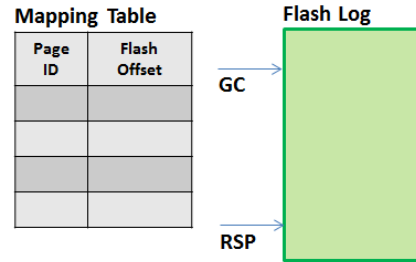 Mapping Table
Flash Log
Page
ID
Flash
Offset
GC
RSP